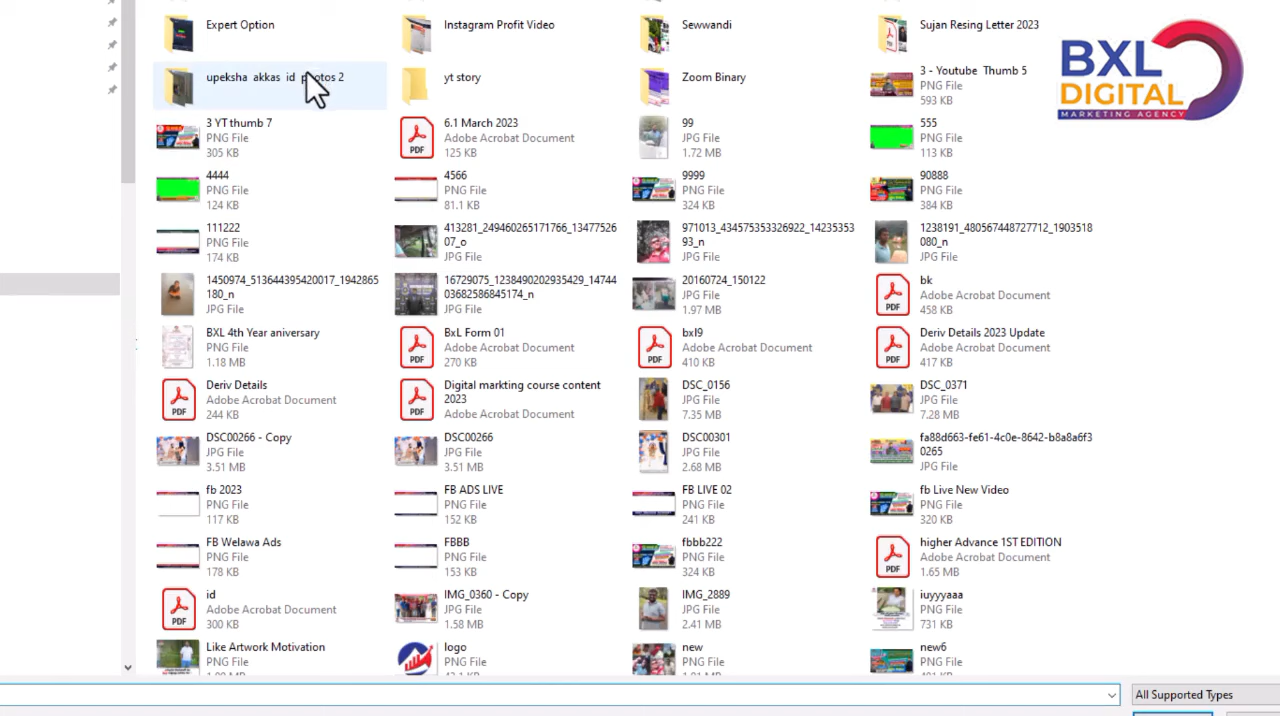 Expert Option
Instagram Profit Video
Sewwandi
Sujan Resing Letter 2023
BXL
DIGITAL
MARKETING AGENCY
upeksha akkas id photos 2
yt story
Zoom Binary
3 - Youtube Thumb 5
PNG File
593 KB
3 YT thumb 7
PNG File
6.1 march 2023
Adobe Acrobat Document
125 KB
99
JPG File
1.72 MB
555
PNG File
113 KB
4444
PNG File
124 KB
4566
PNG File
81.1 KB
9999
PNG File
324 KB
90888
PNG File
384 KB
111222
PNG File
174 KB
413281_249460265171766_13477526
07_o
JPG File
971013_434575353326922_14235353
93_n
JPG File
1238191_480567448727712_1903518
080_n
JPG File
1450974_513644395420017_1942865
180_n
JPG File
16729075_1238490202935429_14744
03682586845174_n
JPG File
20160724_150122
JPG File
1.97 MB
bk
Adobe Acrobat Document
458 KB
BXL 4th Year aniversary
PNG File
1.18 MB
BxL Form 01
Adobe Acrobat Document
270 KB
bxl9
Adobe Acrobat Document
410 KB
Deriv Details 2023 Update
Adobe Acrobat Document
417 KB
Deriv Details
Adobe Acrobat Document
244 KB
Digital markting course content
2023
Adobe Acrobat Document
DSC_0156
JPG File
7.35 MB
DSC_0371
JPG File
7.28 MB
DSC00266 - Copy
JPG File
3.51 MB
DSC00266
JPG File
3.51 MB
DSC00301
JPG File
2.68 MB
fa88d663-fe61-4c0e-8642-b8a8a6f3
0265
JPG File
fb 2023
PNG File
117 KB
FB ADS LIVE
PNG File
152 KB
FB LIVE 02
PNG File
241 KB
fb Live New Video
PNG File
320 KB
FB Welawa Ads
PNG File
178 KB
FBBB
PNG File
153 KB
fbbb222
PNG File
324 KB
higher Advance 1ST EDITION
Adobe Acrobat Document
1.65 MB
id
Adobe Acrobat Document
300 KB
IMG_0360 - Copy
JPG File
1.58 MB
IMG_2889
JPG File
2.41 MB
iuyyyaaa
PNG File
731 KB
Like Artwork Motivation
PNG File
logo
PNG File
new
PNG File
new6
PNG File
All Supported Types